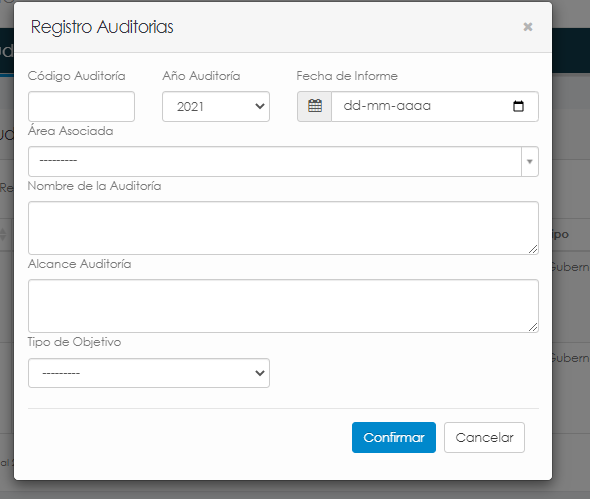 Registro Auditorias ×
Código Auditoría Año Auditoría Fecha de Informe
2021 dd-mm-aaaa
Área Asociada
---------
Nombre de la Auditoría
Alcance Auditoría
Tipo de Objetivo
---------
Confirmar Cancelar